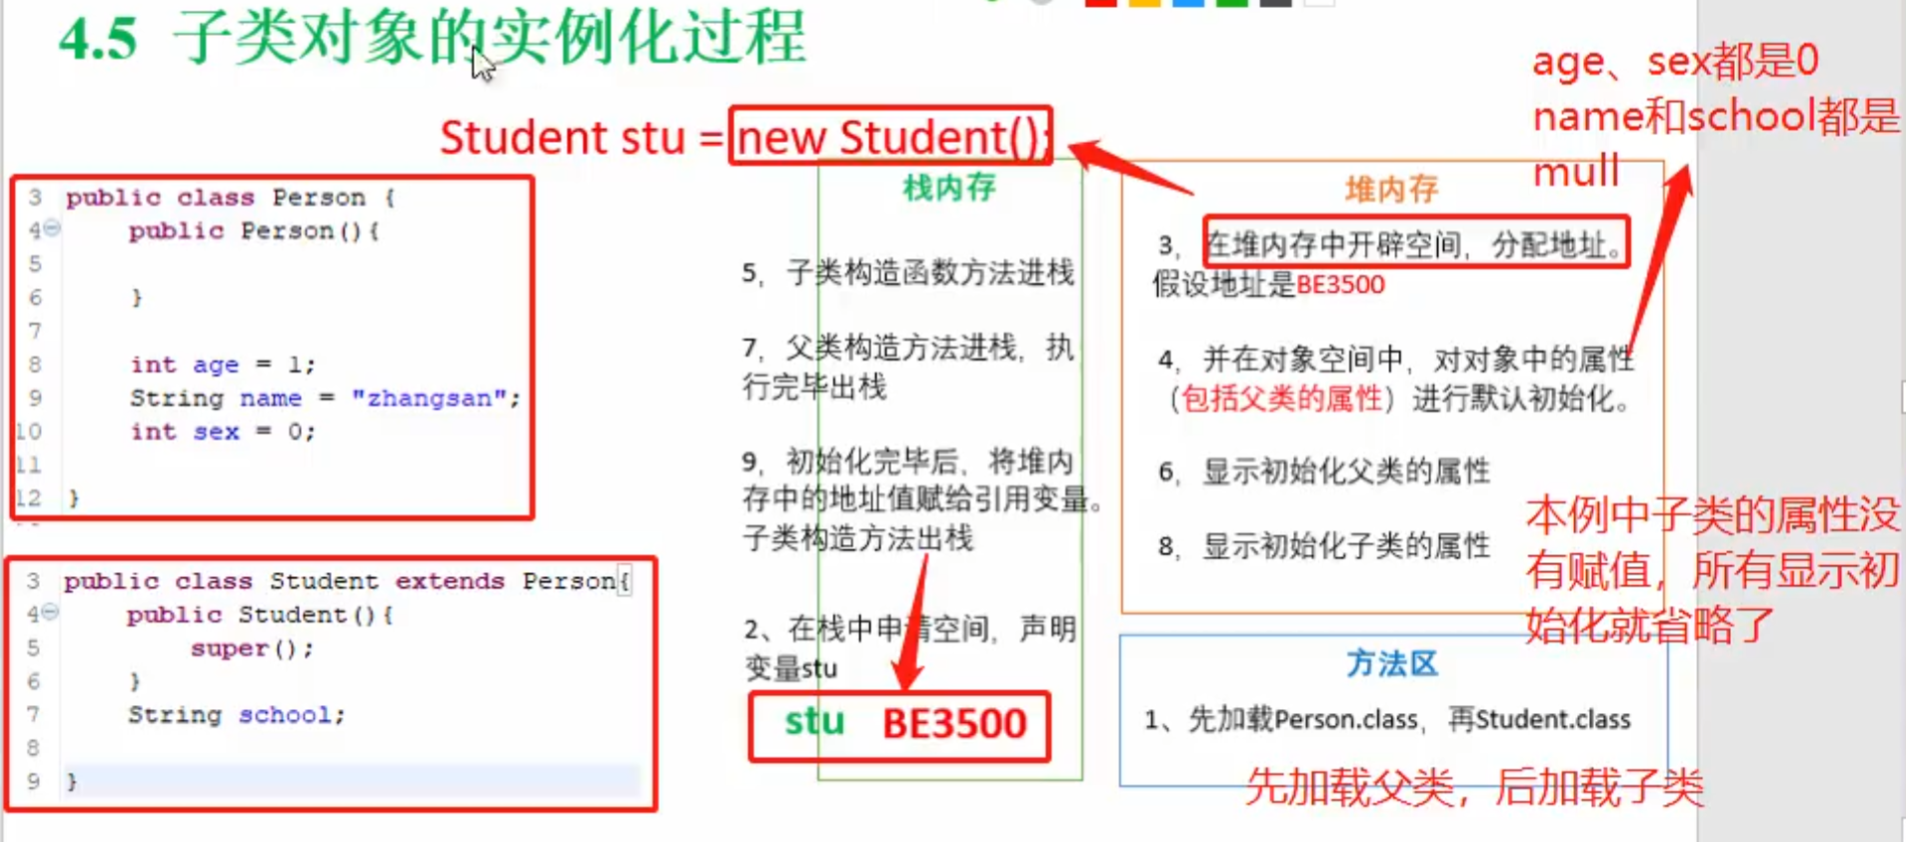 4.5 子类对象的实例化过程
Student stu = new Student();
age、sex都是0
name和school都是
mull
3 public class Person {
4 public Person(){
5
6 }
7
8 int age = 1;
9 String name = "zhangsan";
10 int sex = 0;
11
12 }
3 public class Student extends Person{
4 public Student(){
5 super();
6 }
7 String school;
8
9 }
栈内存
5，子类构造函数方法进栈
7，父类构造方法进栈，执
行完毕出栈
9，初始化完毕后，将堆内
存中的地址值赋给引用变量。
子类构造方法出栈
2、在栈中申请空间，声明
变量stu
stu BE3500
堆内存
3，在堆内存中开辟空间，分配地址。
假设地址是BE3500
4，并在对象空间中，对对象中的属性
（包括父类的属性）进行默认初始化。
6，显示初始化父类的属性
8，显示初始化子类的属性
本例中子类的属性没
有赋值，所有显示初
始化就省略了
方法区
1、先加载Person.class，再Student.class
先加载父类，后加载子类